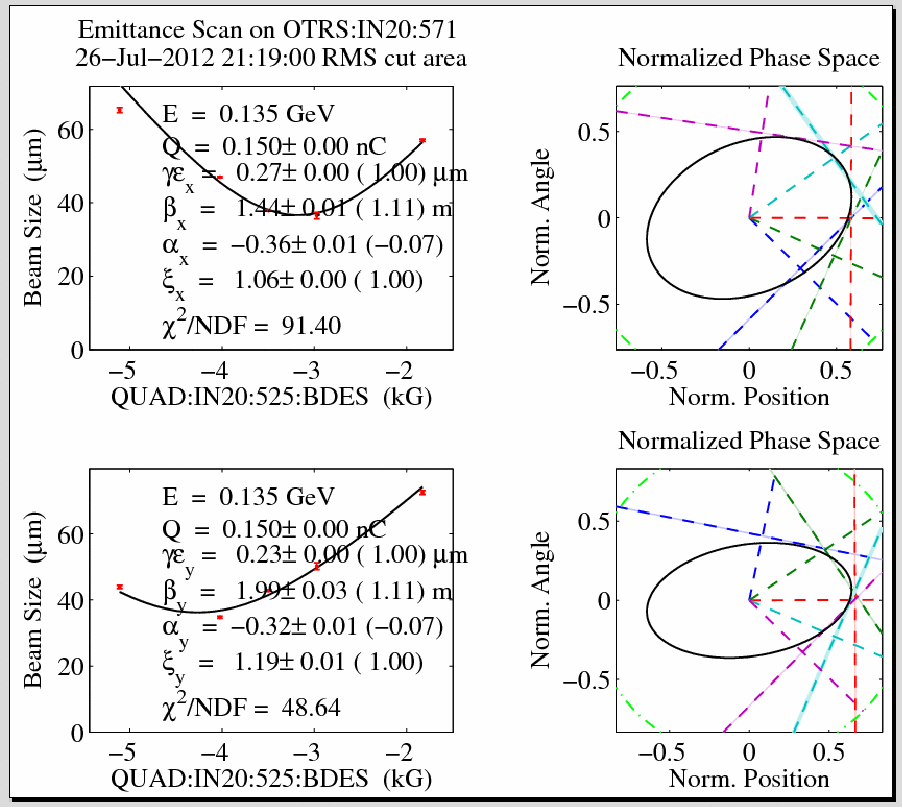 Emittance Scan on OTRS:IN20:571
26−Jul−2012 21:19:00 RMS cut area
Normalized Phase Space
E = 0.135 GeV
Q = 0.150± 0.00 nC
γε_x = 0.27± 0.00 ( 1.00) μm
β_x = 1.44± 0.01 ( 1.11) m
α_x = −0.36± 0.01 (−0.07)
ξ_x = 1.06± 0.00 ( 1.00)
χ²/NDF = 91.40
Beam Size (μm)
60
40
20
0
−5 −4 −3 −2
QUAD:IN20:525:BDES (kG)
Norm. Angle
0.5
0
−0.5
−0.5 0 0.5
Norm. Position
Normalized Phase Space
E = 0.135 GeV
Q = 0.150± 0.00 nC
γε_y = 0.23± 0.00 ( 1.00) μm
β_y = 1.99± 0.03 ( 1.11) m
α_y = −0.32± 0.01 (−0.07)
ξ_y = 1.19± 0.01 ( 1.00)
χ²/NDF = 48.64
Beam Size (μm)
60
40
20
0
−5 −4 −3 −2
QUAD:IN20:525:BDES (kG)
Norm. Angle
0.5
0
−0.5
−0.5 0 0.5
Norm. Position